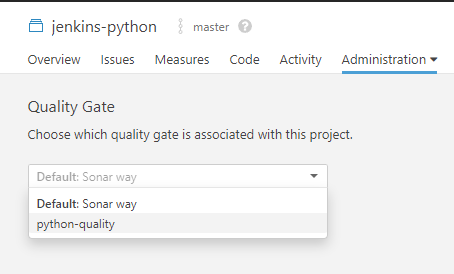 jenkins-python master ?
Overview Issues Measures Code Activity Administration
Quality Gate
Choose which quality gate is associated with this project.
Default: Sonar way
Default: Sonar way
python-quality